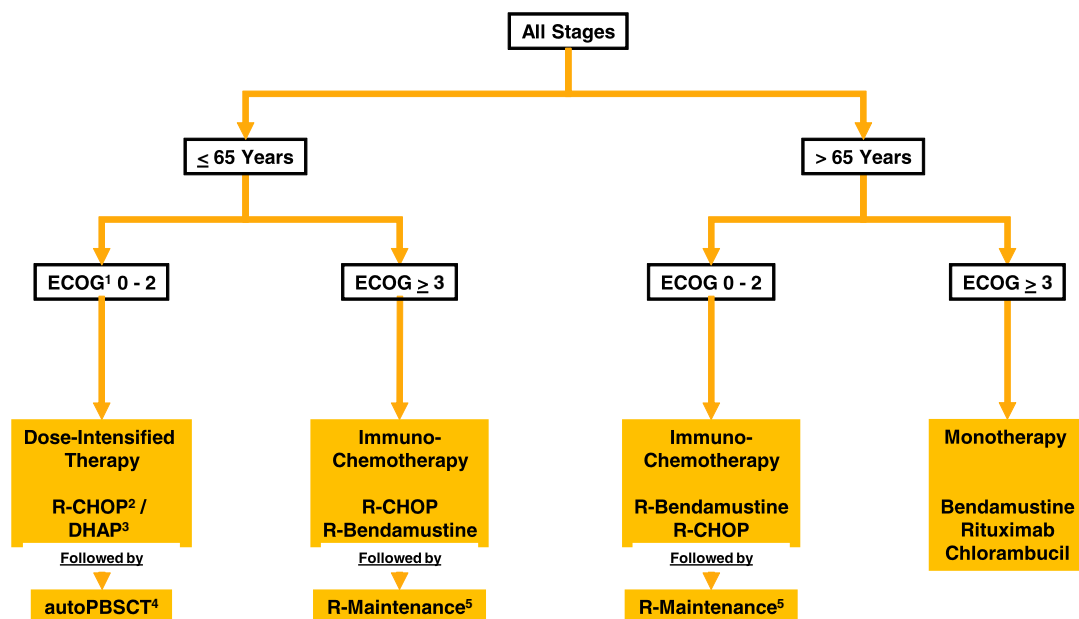 All Stages
≤ 65 Years
> 65 Years
ECOG¹ 0 - 2
ECOG ≥ 3
ECOG 0 - 2
ECOG ≥ 3
Dose-Intensified
Therapy
R-CHOP² /
DHAP³
Followed by
autoPBSCT⁴
Immuno-
Chemotherapy
R-CHOP
R-Bendamustine
Followed by
R-Maintenance⁵
Immuno-
Chemotherapy
R-Bendamustine
R-CHOP
Followed by
R-Maintenance⁵
Monotherapy
Bendamustine
Rituximab
Chlorambucil